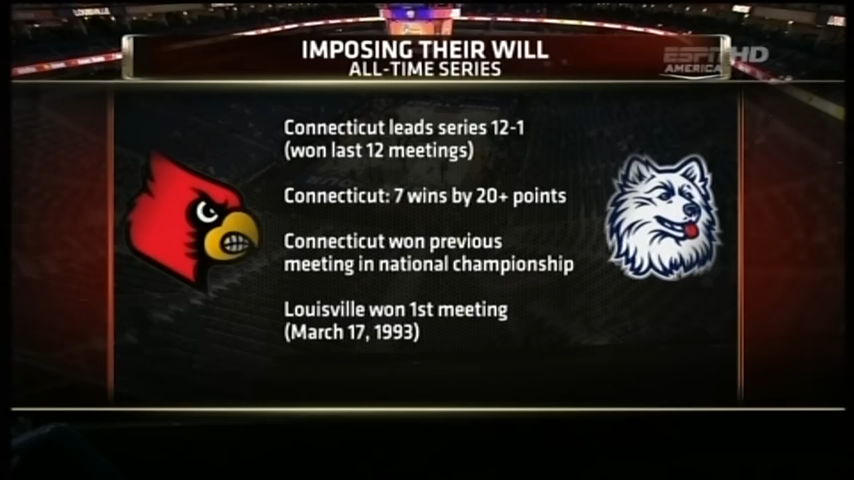 LOUISVILLE
IMPOSING THEIR WILL
ALL-TIME SERIES
ESPN HD
AMERICA
Connecticut leads series 12-1
(won last 12 meetings)
Connecticut: 7 wins by 20+ points
Connecticut won previous
meeting in national championship
Louisville won 1st meeting
(March 17, 1993)